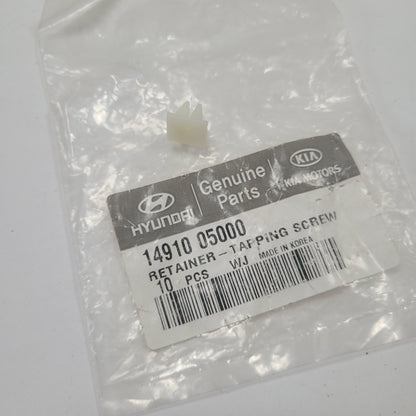 HYUNDAI
Genuine
Parts
KIA
KIA MOTORS
14910 05000
RETAINER-TAPPING SCREW
10 PCS WJ MADE IN KOREA